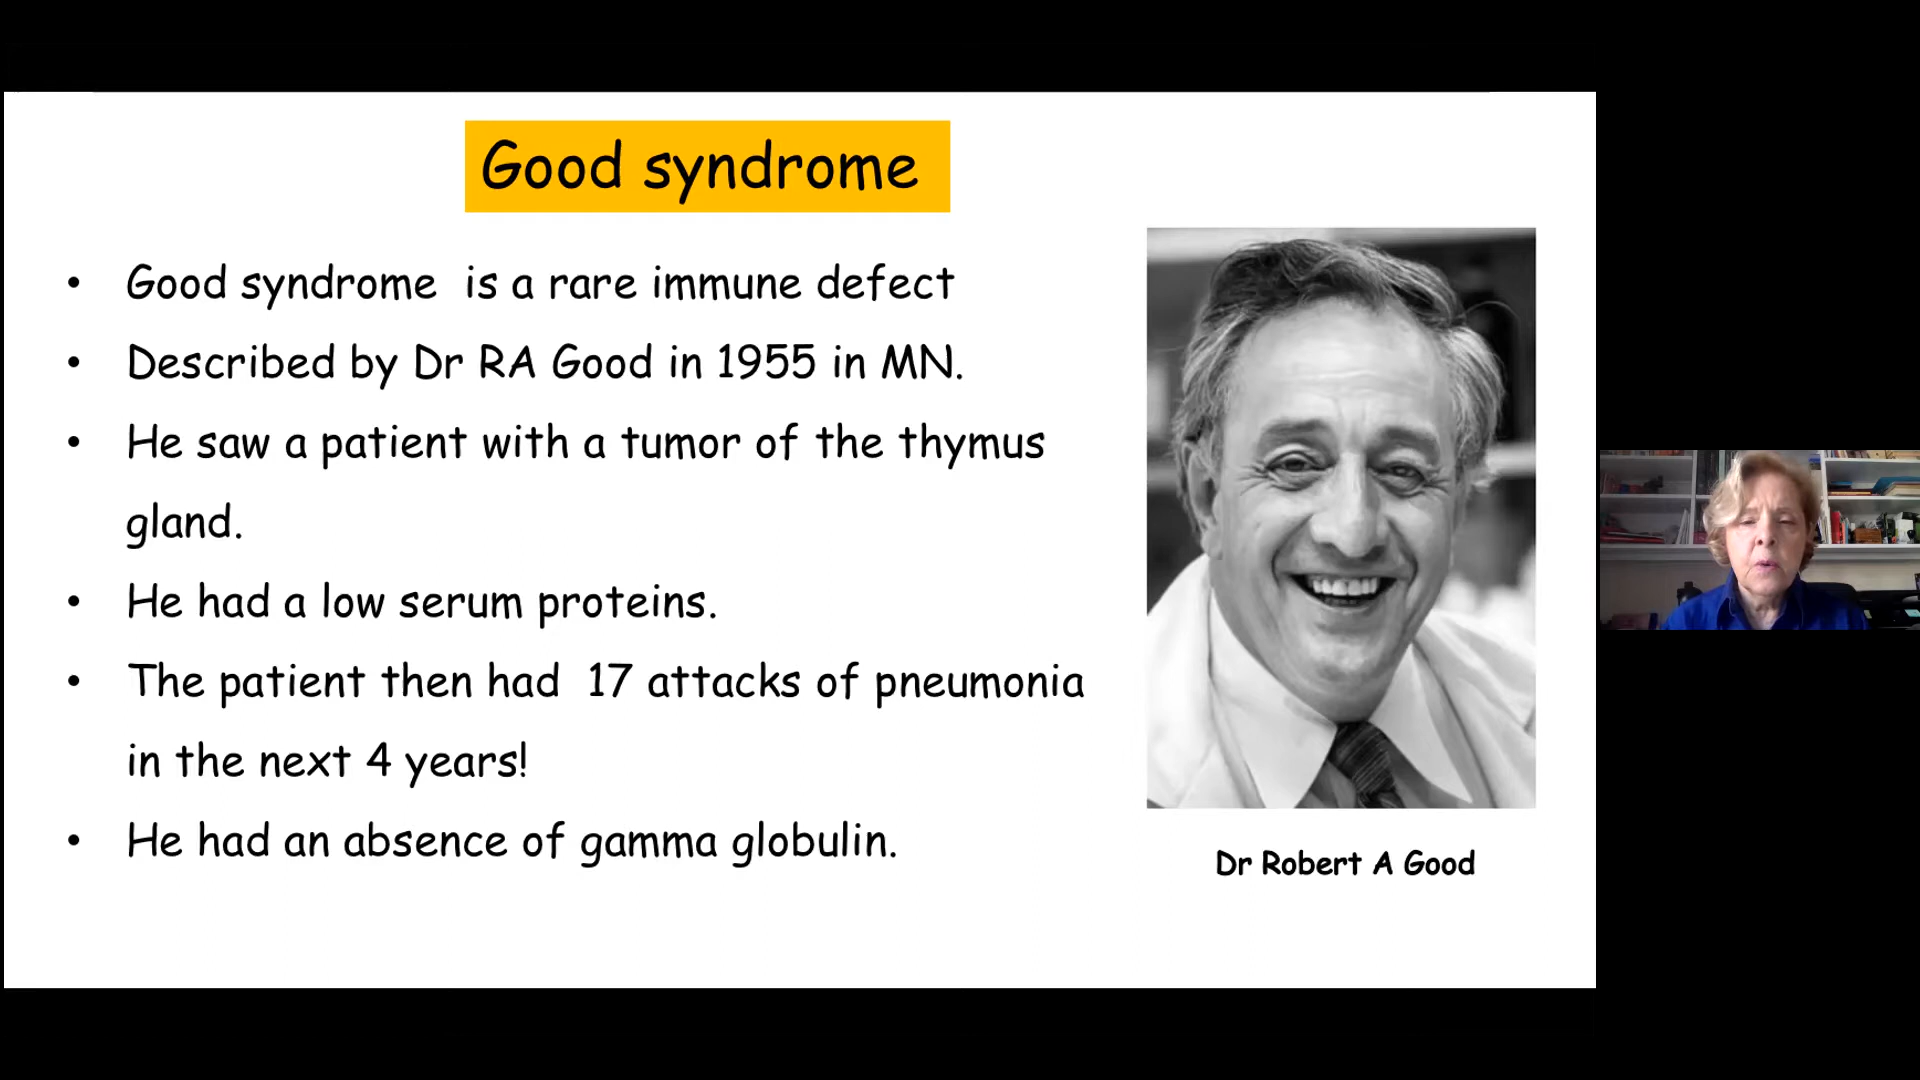 Good syndrome
• Good syndrome  is a rare immune defect
• Described by Dr RA Good in 1955 in MN.
• He saw a patient with a tumor of the thymus
gland.
• He had a low serum proteins.
• The patient then had  17 attacks of pneumonia
in the next 4 years!
• He had an absence of gamma globulin.
Dr Robert A Good